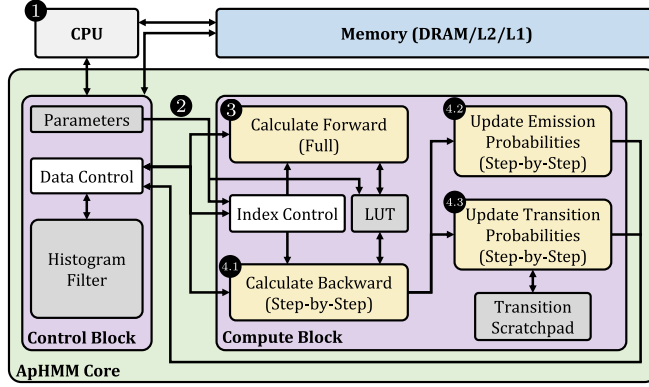 1
CPU
Memory (DRAM/L2/L1)
Parameters
2
3
Calculate Forward
(Full)
4.2
Update Emission
Probabilities
(Step-by-Step)
Data Control
Index Control
LUT
4.3
Update Transition
Probabilities
(Step-by-Step)
Histogram
Filter
4.1
Calculate Backward
(Step-by-Step)
Transition
Scratchpad
Control Block
Compute Block
ApHMM Core